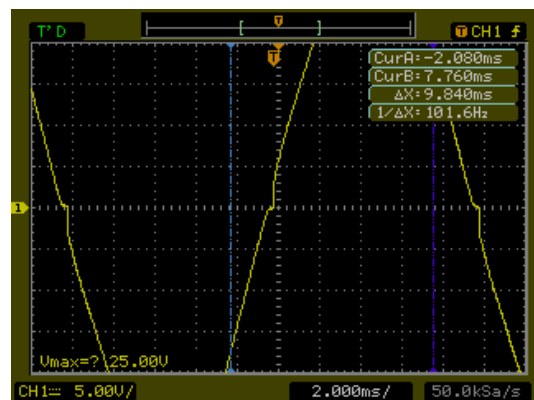 T'D
T
T CH1
T
CurA=-2.080ms
CurB=7.760ms
ΔX=9.840ms
1/ΔX=101.6Hz
1
Vmax=? 25.00V
CH1 5.00V/ 2.000ms/ 50.0kSa/s